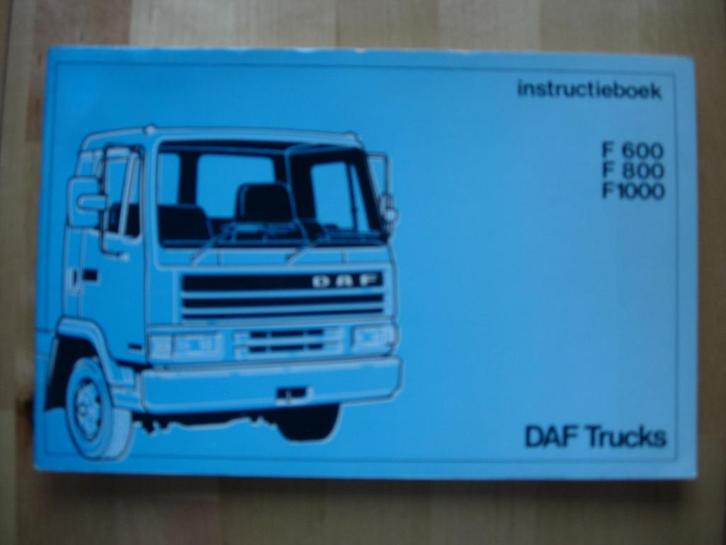 instructieboek
F 600
F 800
F1000
DAF
DAF Trucks